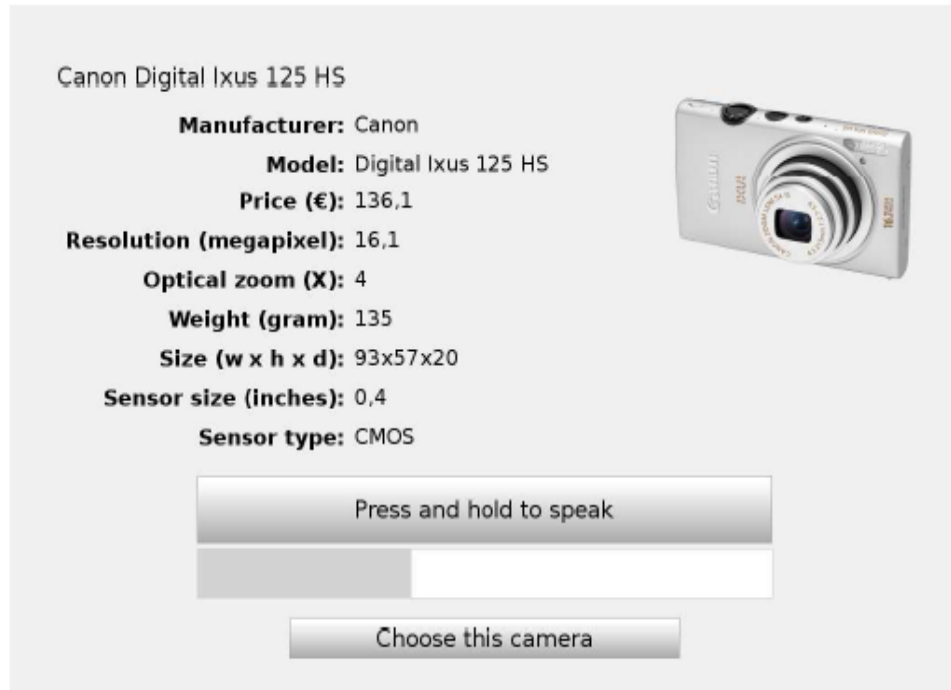 Canon Digital Ixus 125 HS
Manufacturer: Canon
Model: Digital Ixus 125 HS
Price (€): 136,1
Resolution (megapixel): 16,1
Optical zoom (X): 4
Weight (gram): 135
Size (w x h x d): 93x57x20
Sensor size (inches): 0,4
Sensor type: CMOS
Canon
IXUS
Press and hold to speak
Choose this camera